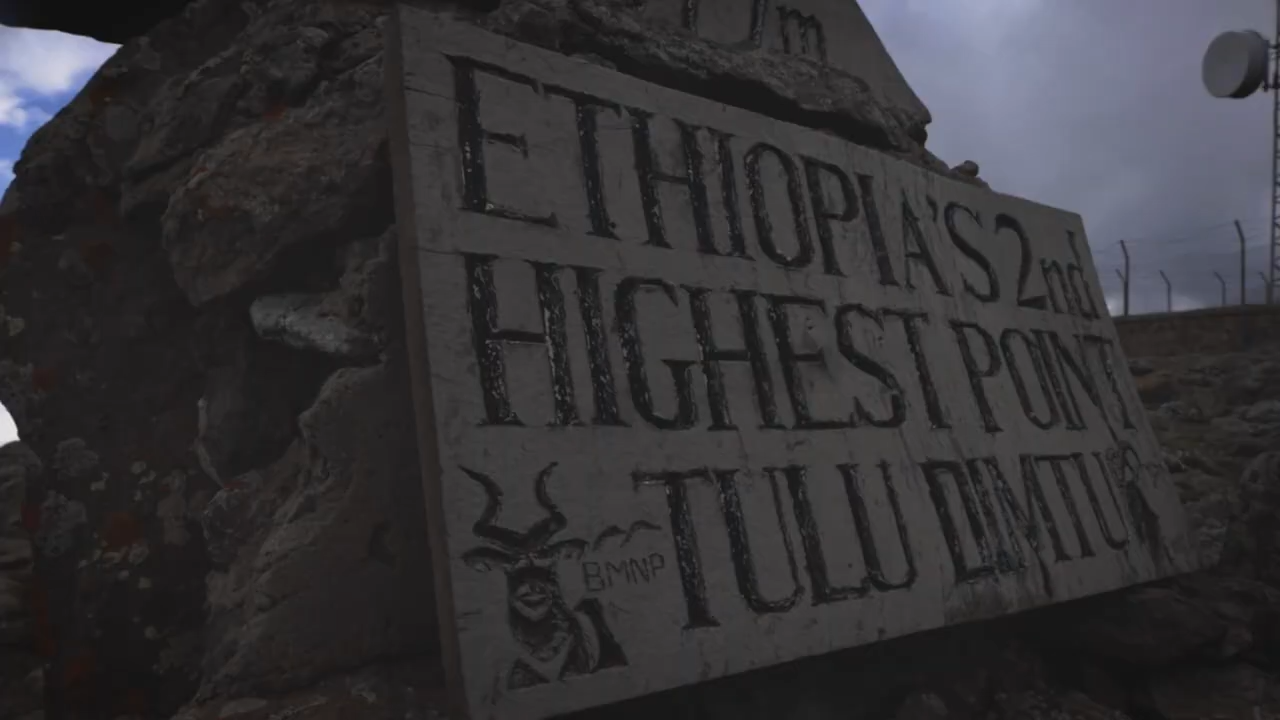 m
ETHIOPIA'S 2nd
HIGHEST POINT
TULU DIMTU
BMNP